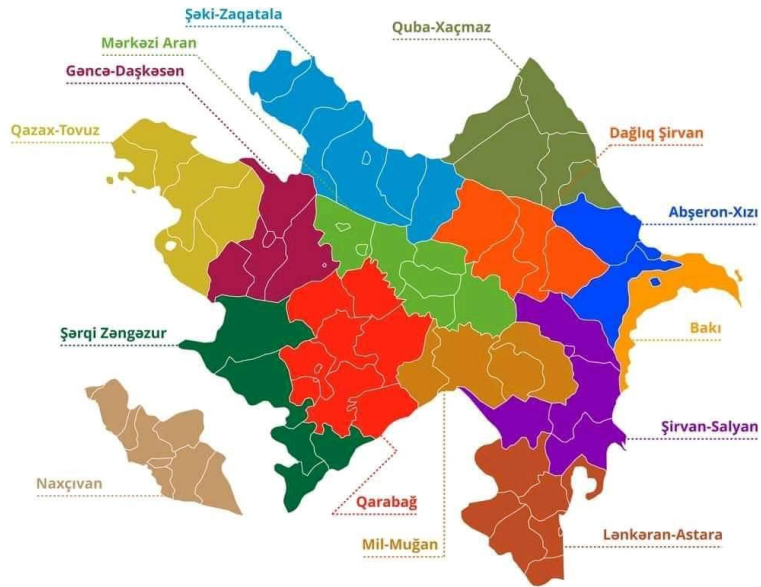 Şəki-Zaqatala
Quba-Xaçmaz
Mərkəzi Aran
Gəncə-Daşkəsən
Qazax-Tovuz
Dağlıq Şirvan
Abşeron-Xızı
Bakı
Şərqi Zəngəzur
Şirvan-Salyan
Naxçıvan
Qarabağ
Lənkəran-Astara
Mil-Muğan